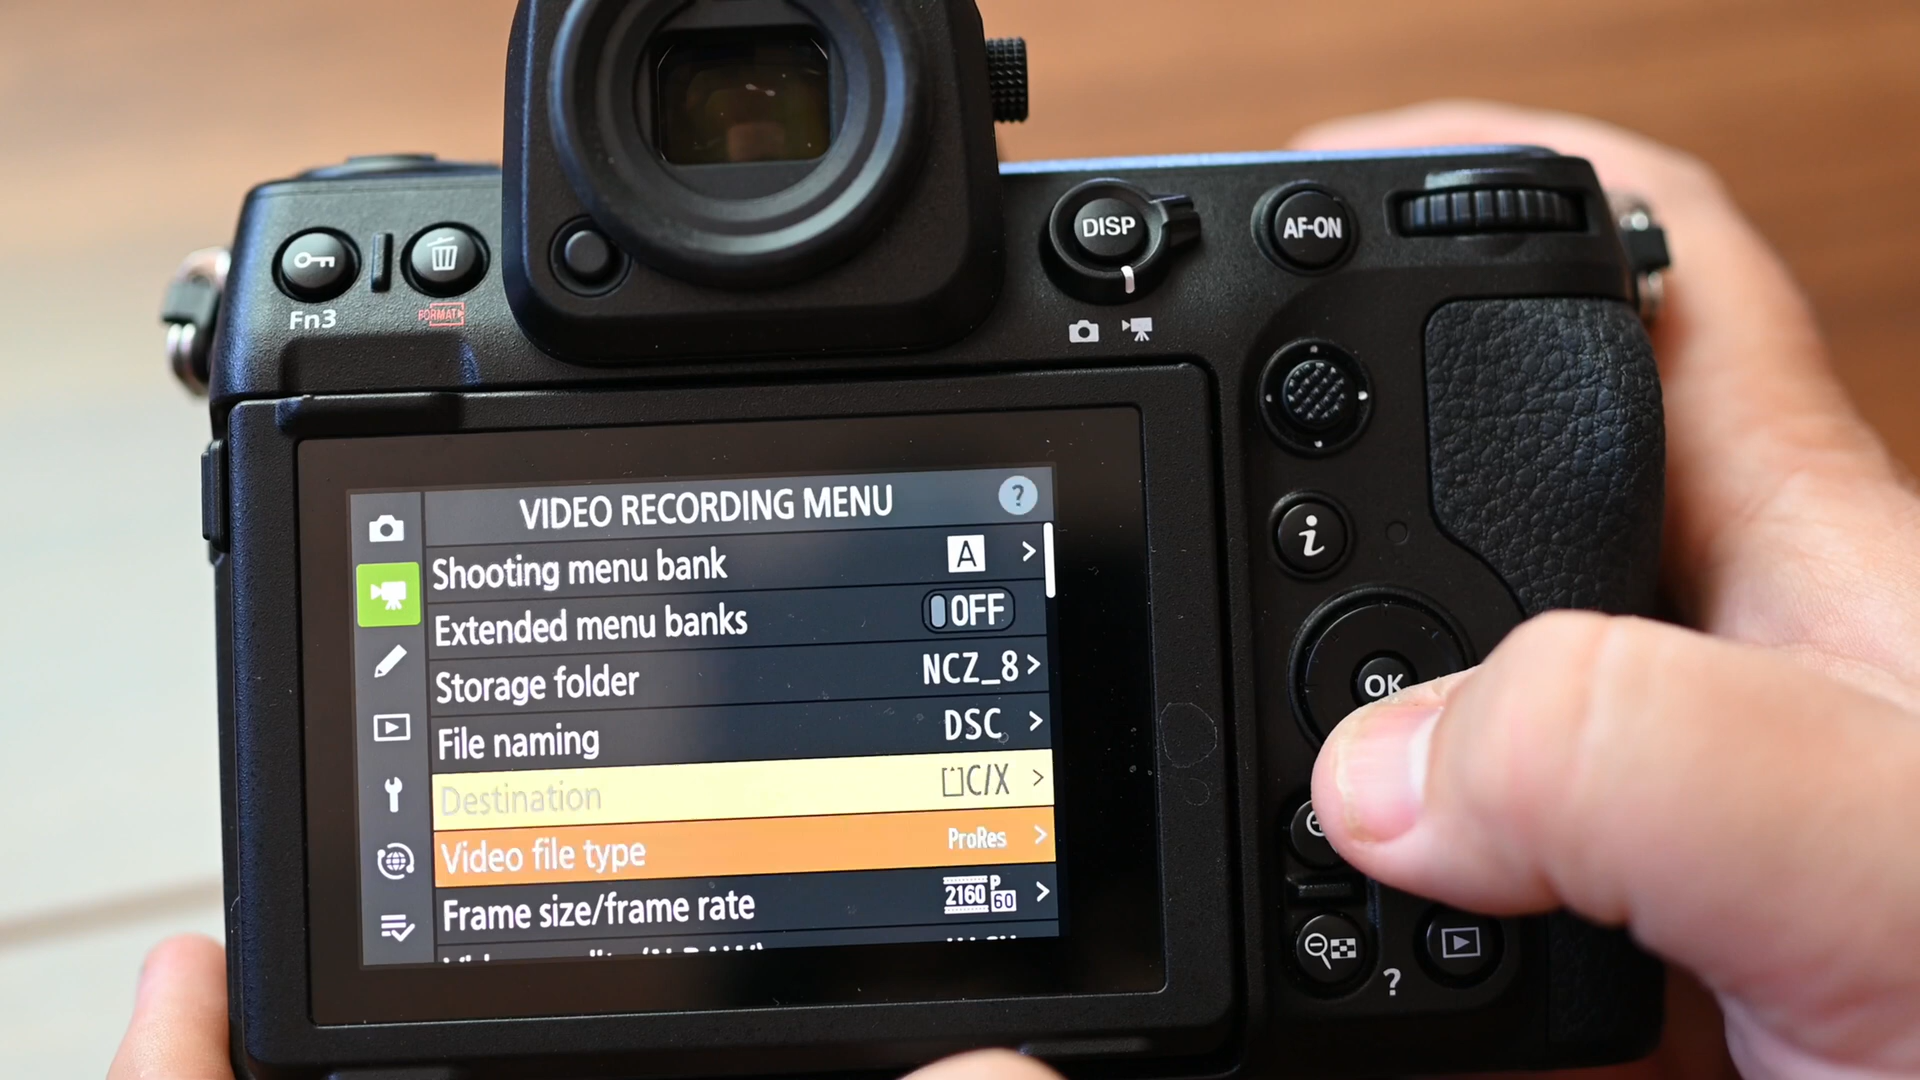 DISP
AF-ON
Fn3
FORMAT
VIDEO RECORDING MENU ?
Shooting menu bank A >
Extended menu banks OFF
Storage folder NCZ_8 >
File naming DSC >
Destination C/X >
Video file type ProRes >
Frame size/frame rate 2160 P 60 >
i
OK
?